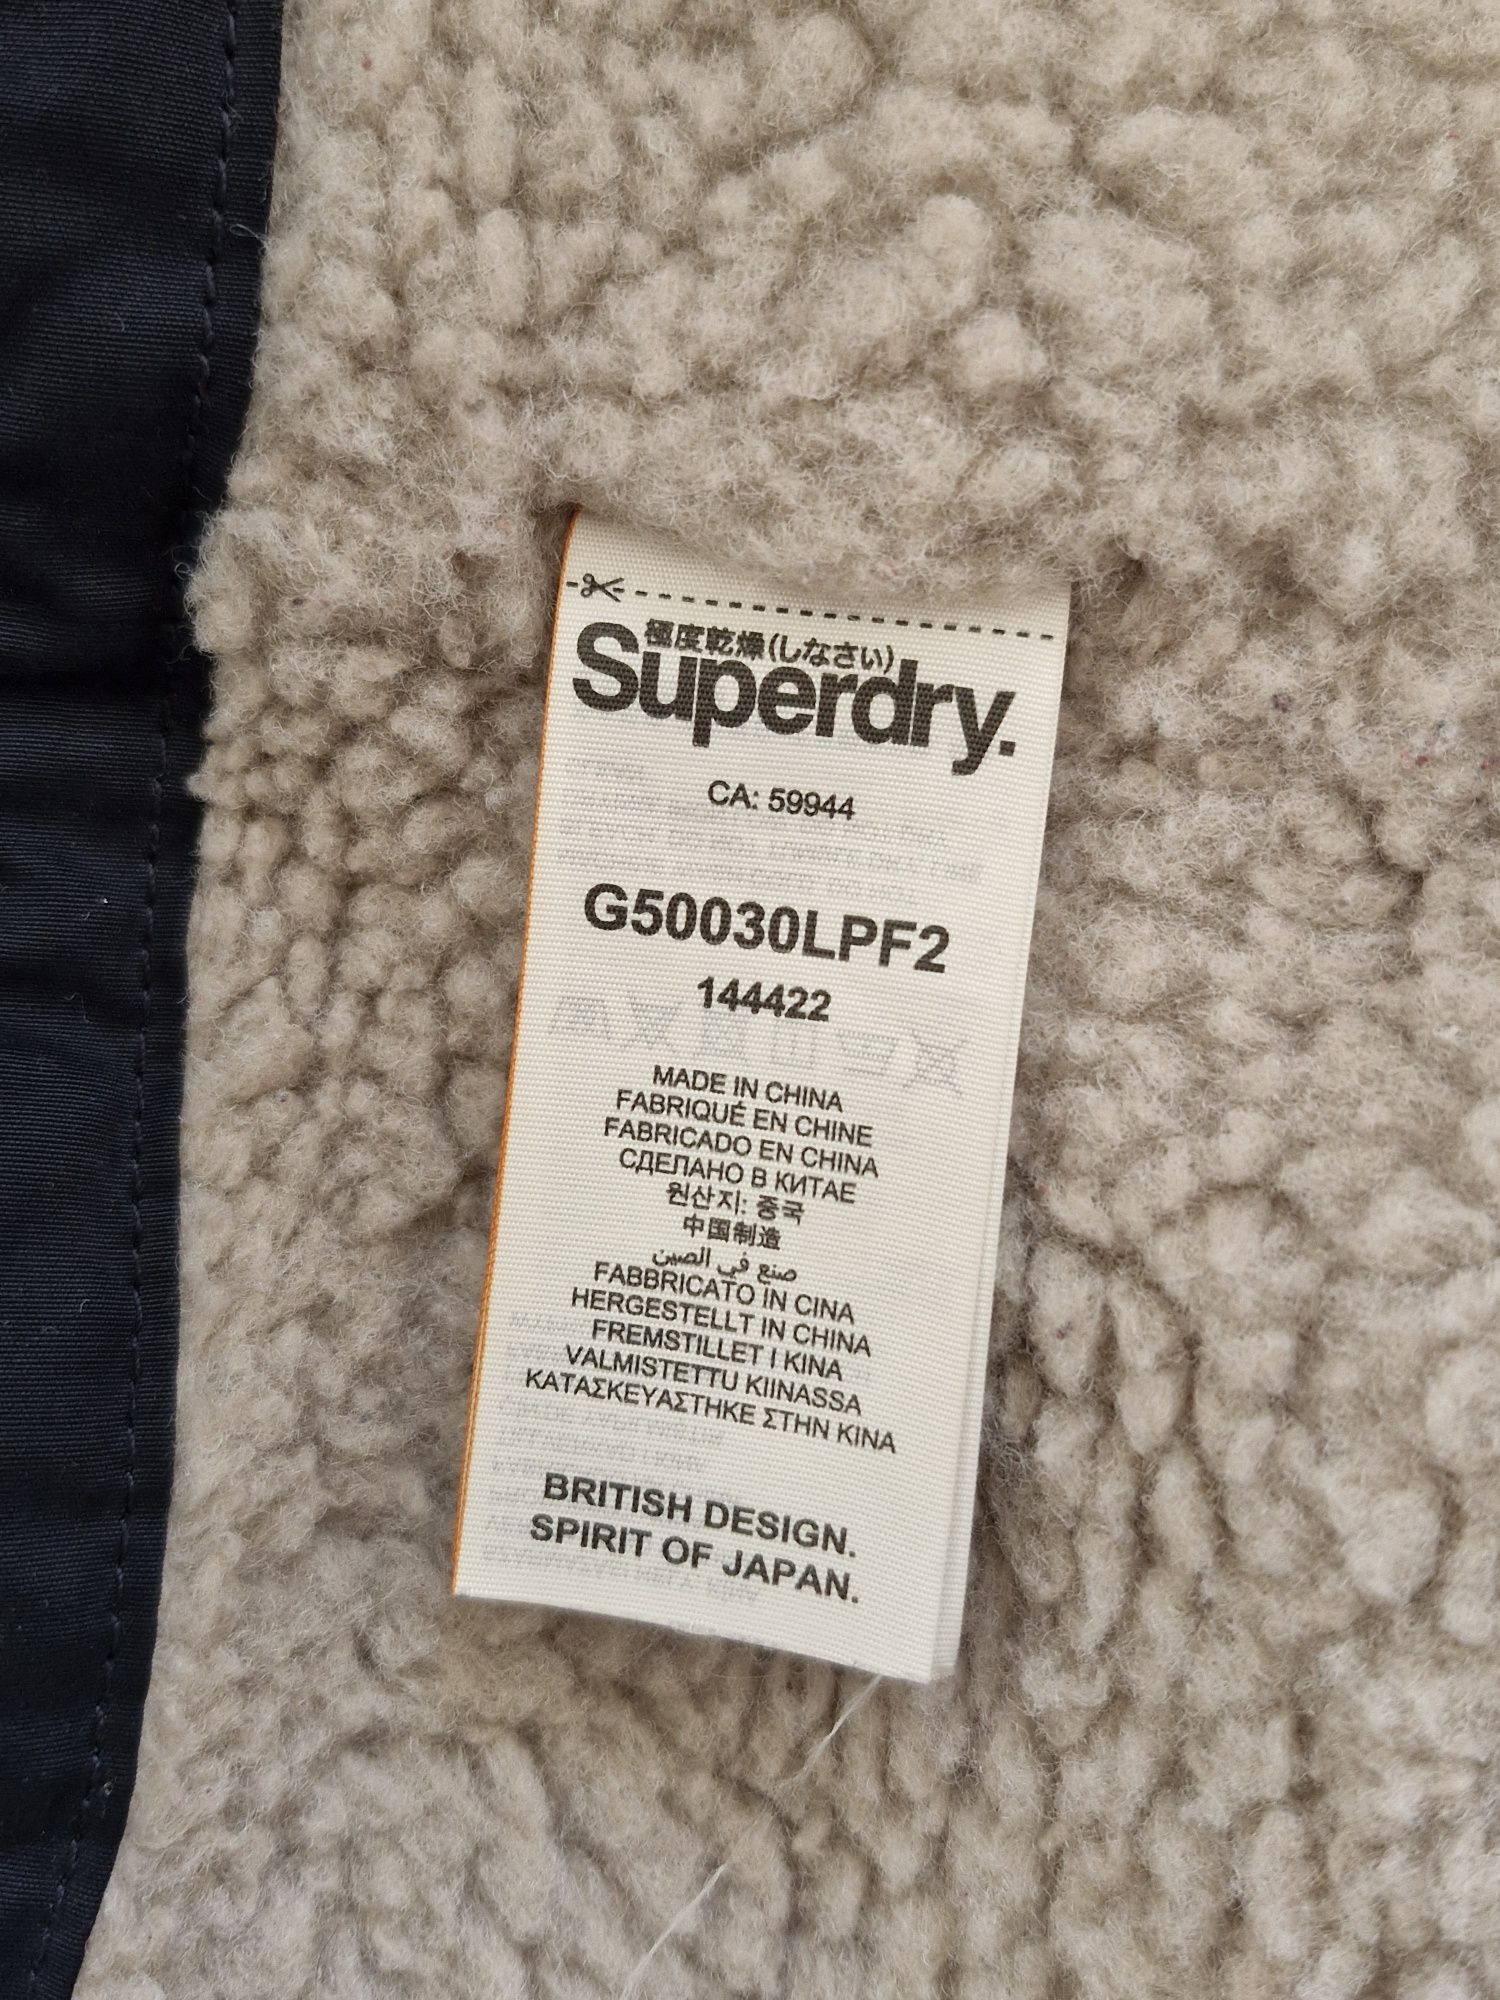 極度乾燥(しなさい)
Superdry.
CA: 59944
G50030LPF2
144422
MADE IN CHINA
FABRIQUÉ EN CHINE
FABRICADO EN CHINA
СДЕЛАНО В КИТАЕ
원산지: 중국
中国制造
صنع في الصين
FABBRICATO IN CINA
HERGESTELLT IN CHINA
FREMSTILLET I KINA
VALMISTETTU KIINASSA
ΚΑΤΑΣΚΕΥΑΣΤΗΚΕ ΣΤΗΝ ΚΙΝΑ
BRITISH DESIGN.
SPIRIT OF JAPAN.